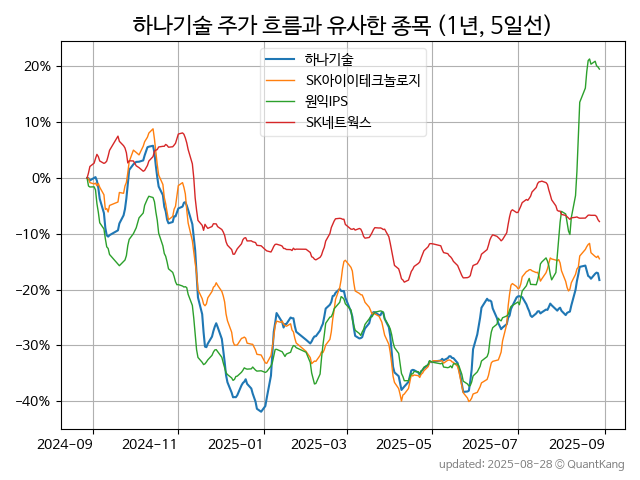 하나기술 주가 흐름과 유사한 종목 (1년, 5일선)
하나기술
SK아이이테크놀로지
원익IPS
SK네트웍스
20%
10%
0%
−10%
−20%
−30%
−40%
2024-09 2024-11 2025-01 2025-03 2025-05 2025-07 2025-09
updated: 2025-08-28 ⓒ QuantKang